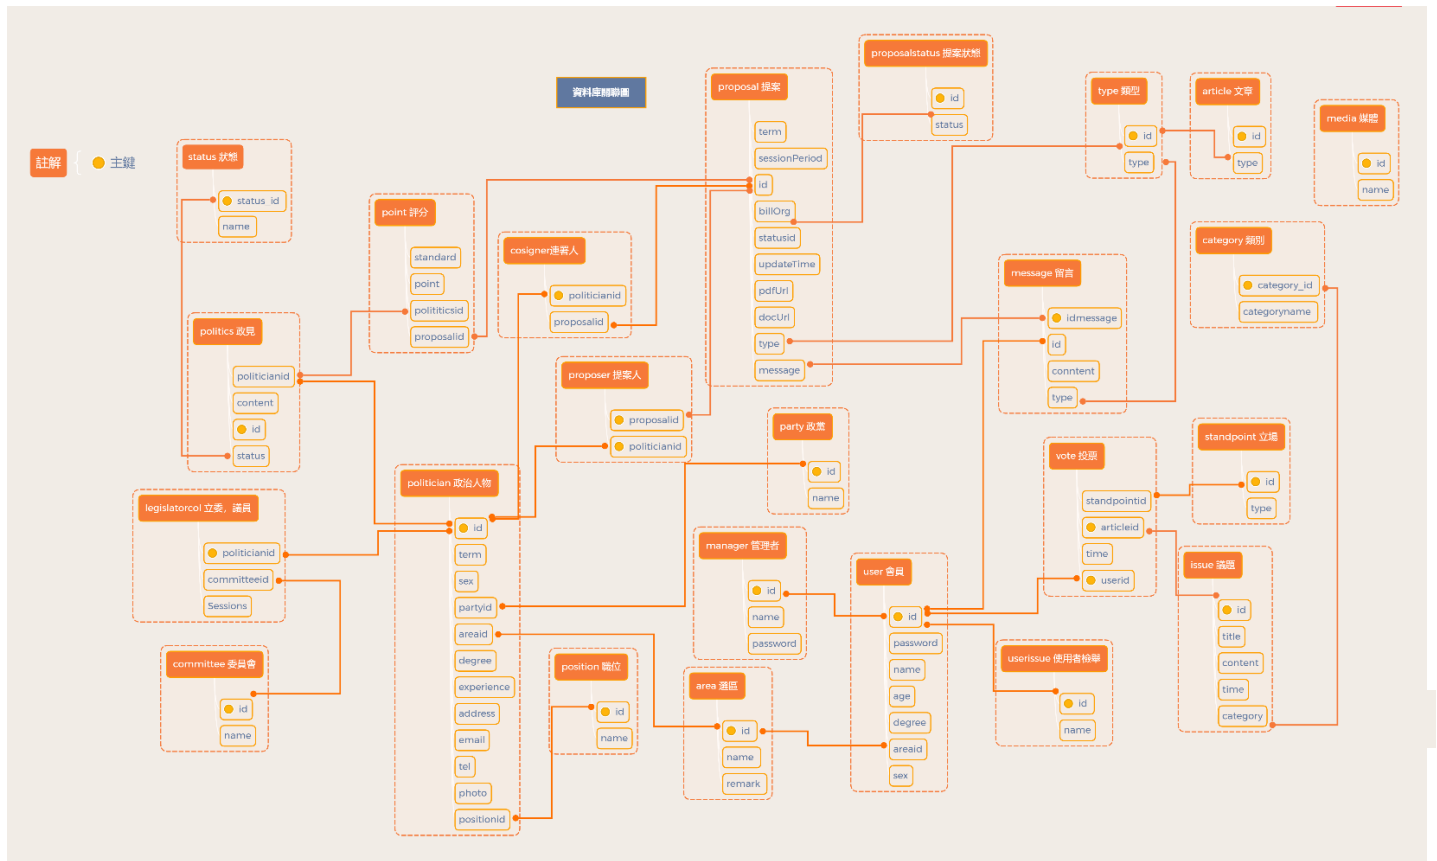 資料庫關聯圖
註解
主鍵
status 狀態
status_id
name
politics 政見
politicianid
content
id
status
legislatorcol 立委，議員
politicianid
committeeid
Sessions
committee 委員會
id
name
point 評分
standard
point
polititicsid
proposalid
cosigner連署人
politicianid
proposalid
proposer 提案人
proposalid
politicianid
politician 政治人物
id
term
sex
partyid
areaid
degree
experience
address
email
tel
photo
positionid
position 職位
id
name
proposal 提案
term
sessionPeriod
id
billOrg
statusid
updateTime
pdfUrl
docUrl
type
message
proposalstatus 提案狀態
id
status
party 政黨
id
name
manager 管理者
id
name
password
area 選區
id
name
remark
user 會員
id
password
name
age
degree
areaid
sex
type 類型
id
type
article 文章
id
type
media 媒體
id
name
category 類別
category_id
categoryname
message 留言
idmessage
id
conntent
type
vote 投票
standpointid
articleid
time
userid
standpoint 立場
id
type
issue 議區
id
title
content
time
category
userissue 使用者檢舉
id
name